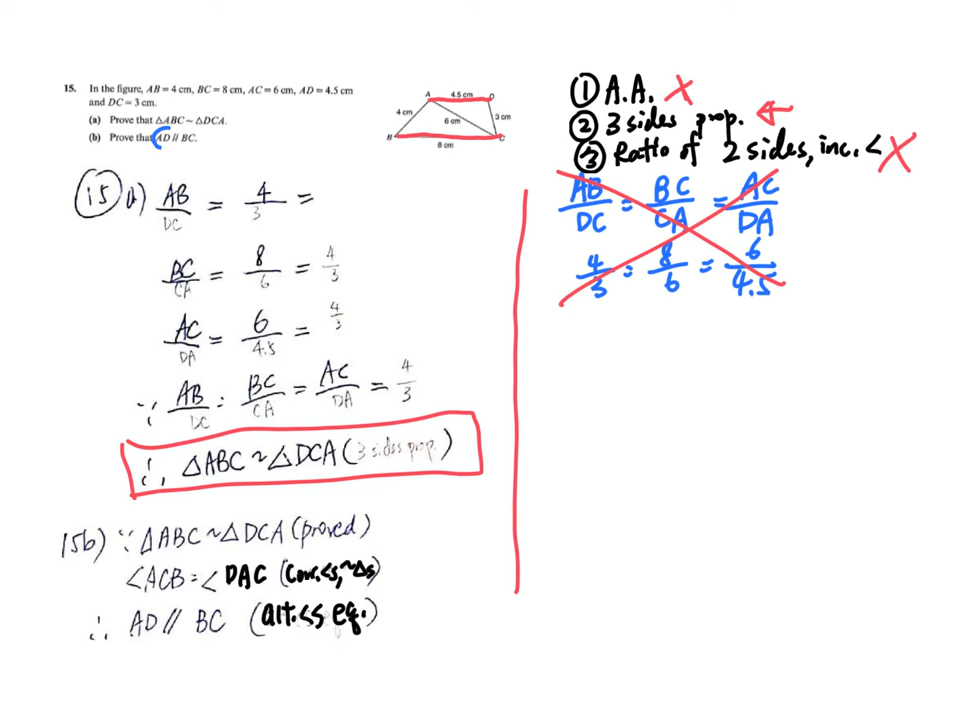 15. In the figure, AB = 4 cm, BC = 8 cm, AC = 6 cm, AD = 4.5 cm
and DC = 3 cm.
(a) Prove that △ABC ~ △DCA.
(b) Prove that AD // BC.
A 4.5 cm D
4 cm 6 cm 3 cm
B C
8 cm
① A.A. X
② 3 sides prop. ←
③ Ratio of 2 sides, inc. < X
AB/DC = BC/CA = AC/DA
4/3 = 8/6 = 6/4.5
15 a) AB/DC = 4/3 =
BC/CA = 8/6 = 4/3
AC/DA = 6/4.5 = 4/3
∵ AB/DC = BC/CA = AC/DA = 4/3
∴ △ABC ~ △DCA (3 sides prop.)
15b) ∵ △ABC ~ △DCA (proved)
∠ACB = ∠DAC (corr. <s, ~△s)
∴ AD // BC (alt. <s eq.)